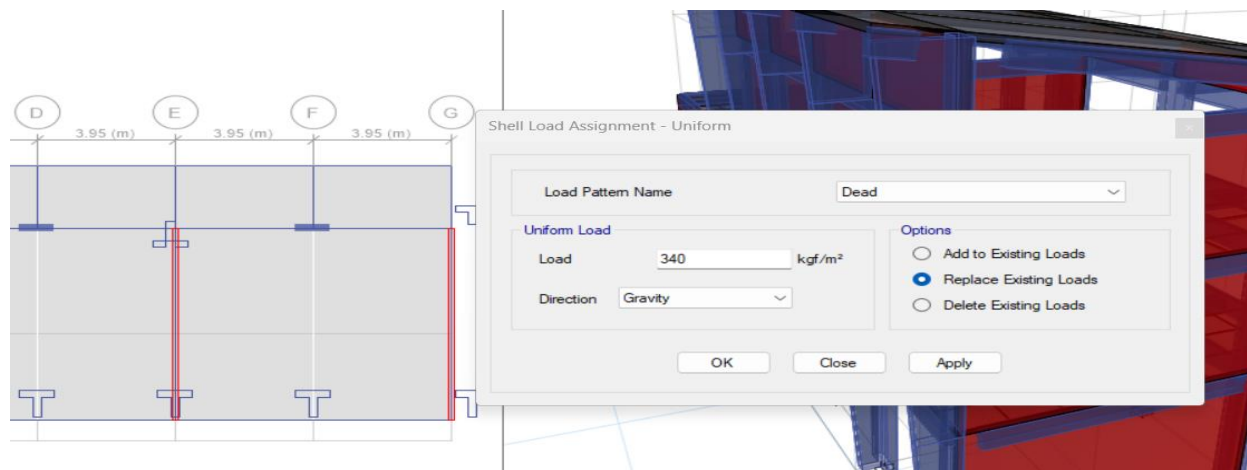 D E F G
3.95 (m) 3.95 (m) 3.95 (m)
Shell Load Assignment - Uniform
Load Pattern Name Dead
Uniform Load
Load 340 kgf/m²
Direction Gravity
Options
Add to Existing Loads
Replace Existing Loads
Delete Existing Loads
OK Close Apply